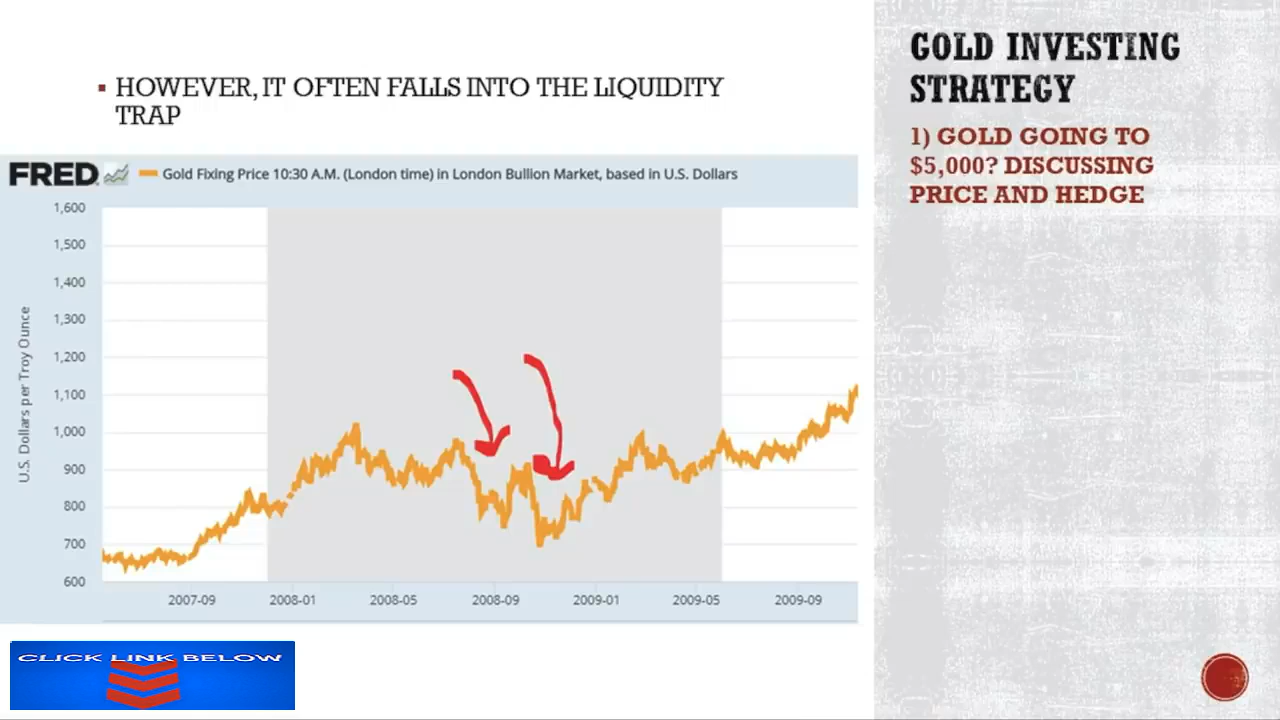 HOWEVER, IT OFTEN FALLS INTO THE LIQUIDITY
TRAP
GOLD INVESTING
STRATEGY
1) GOLD GOING TO
$5,000? DISCUSSING
PRICE AND HEDGE
FRED
Gold Fixing Price 10:30 A.M. (London time) in London Bullion Market, based in U.S. Dollars
U.S. Dollars per Troy Ounce
1,600
1,500
1,400
1,300
1,200
1,100
1,000
900
800
700
600
2007-09 2008-01 2008-05 2008-09 2009-01 2009-05 2009-09
CLICK LINK BELOW